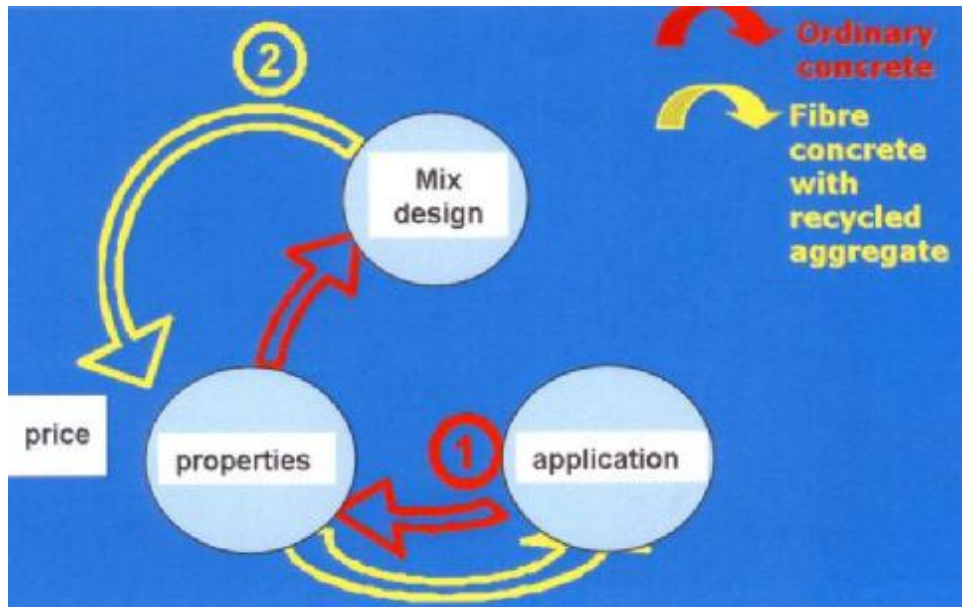 2
Ordinary
concrete
Fibre
concrete
with
recycled
aggregate
Mix
design
price
properties
1
application